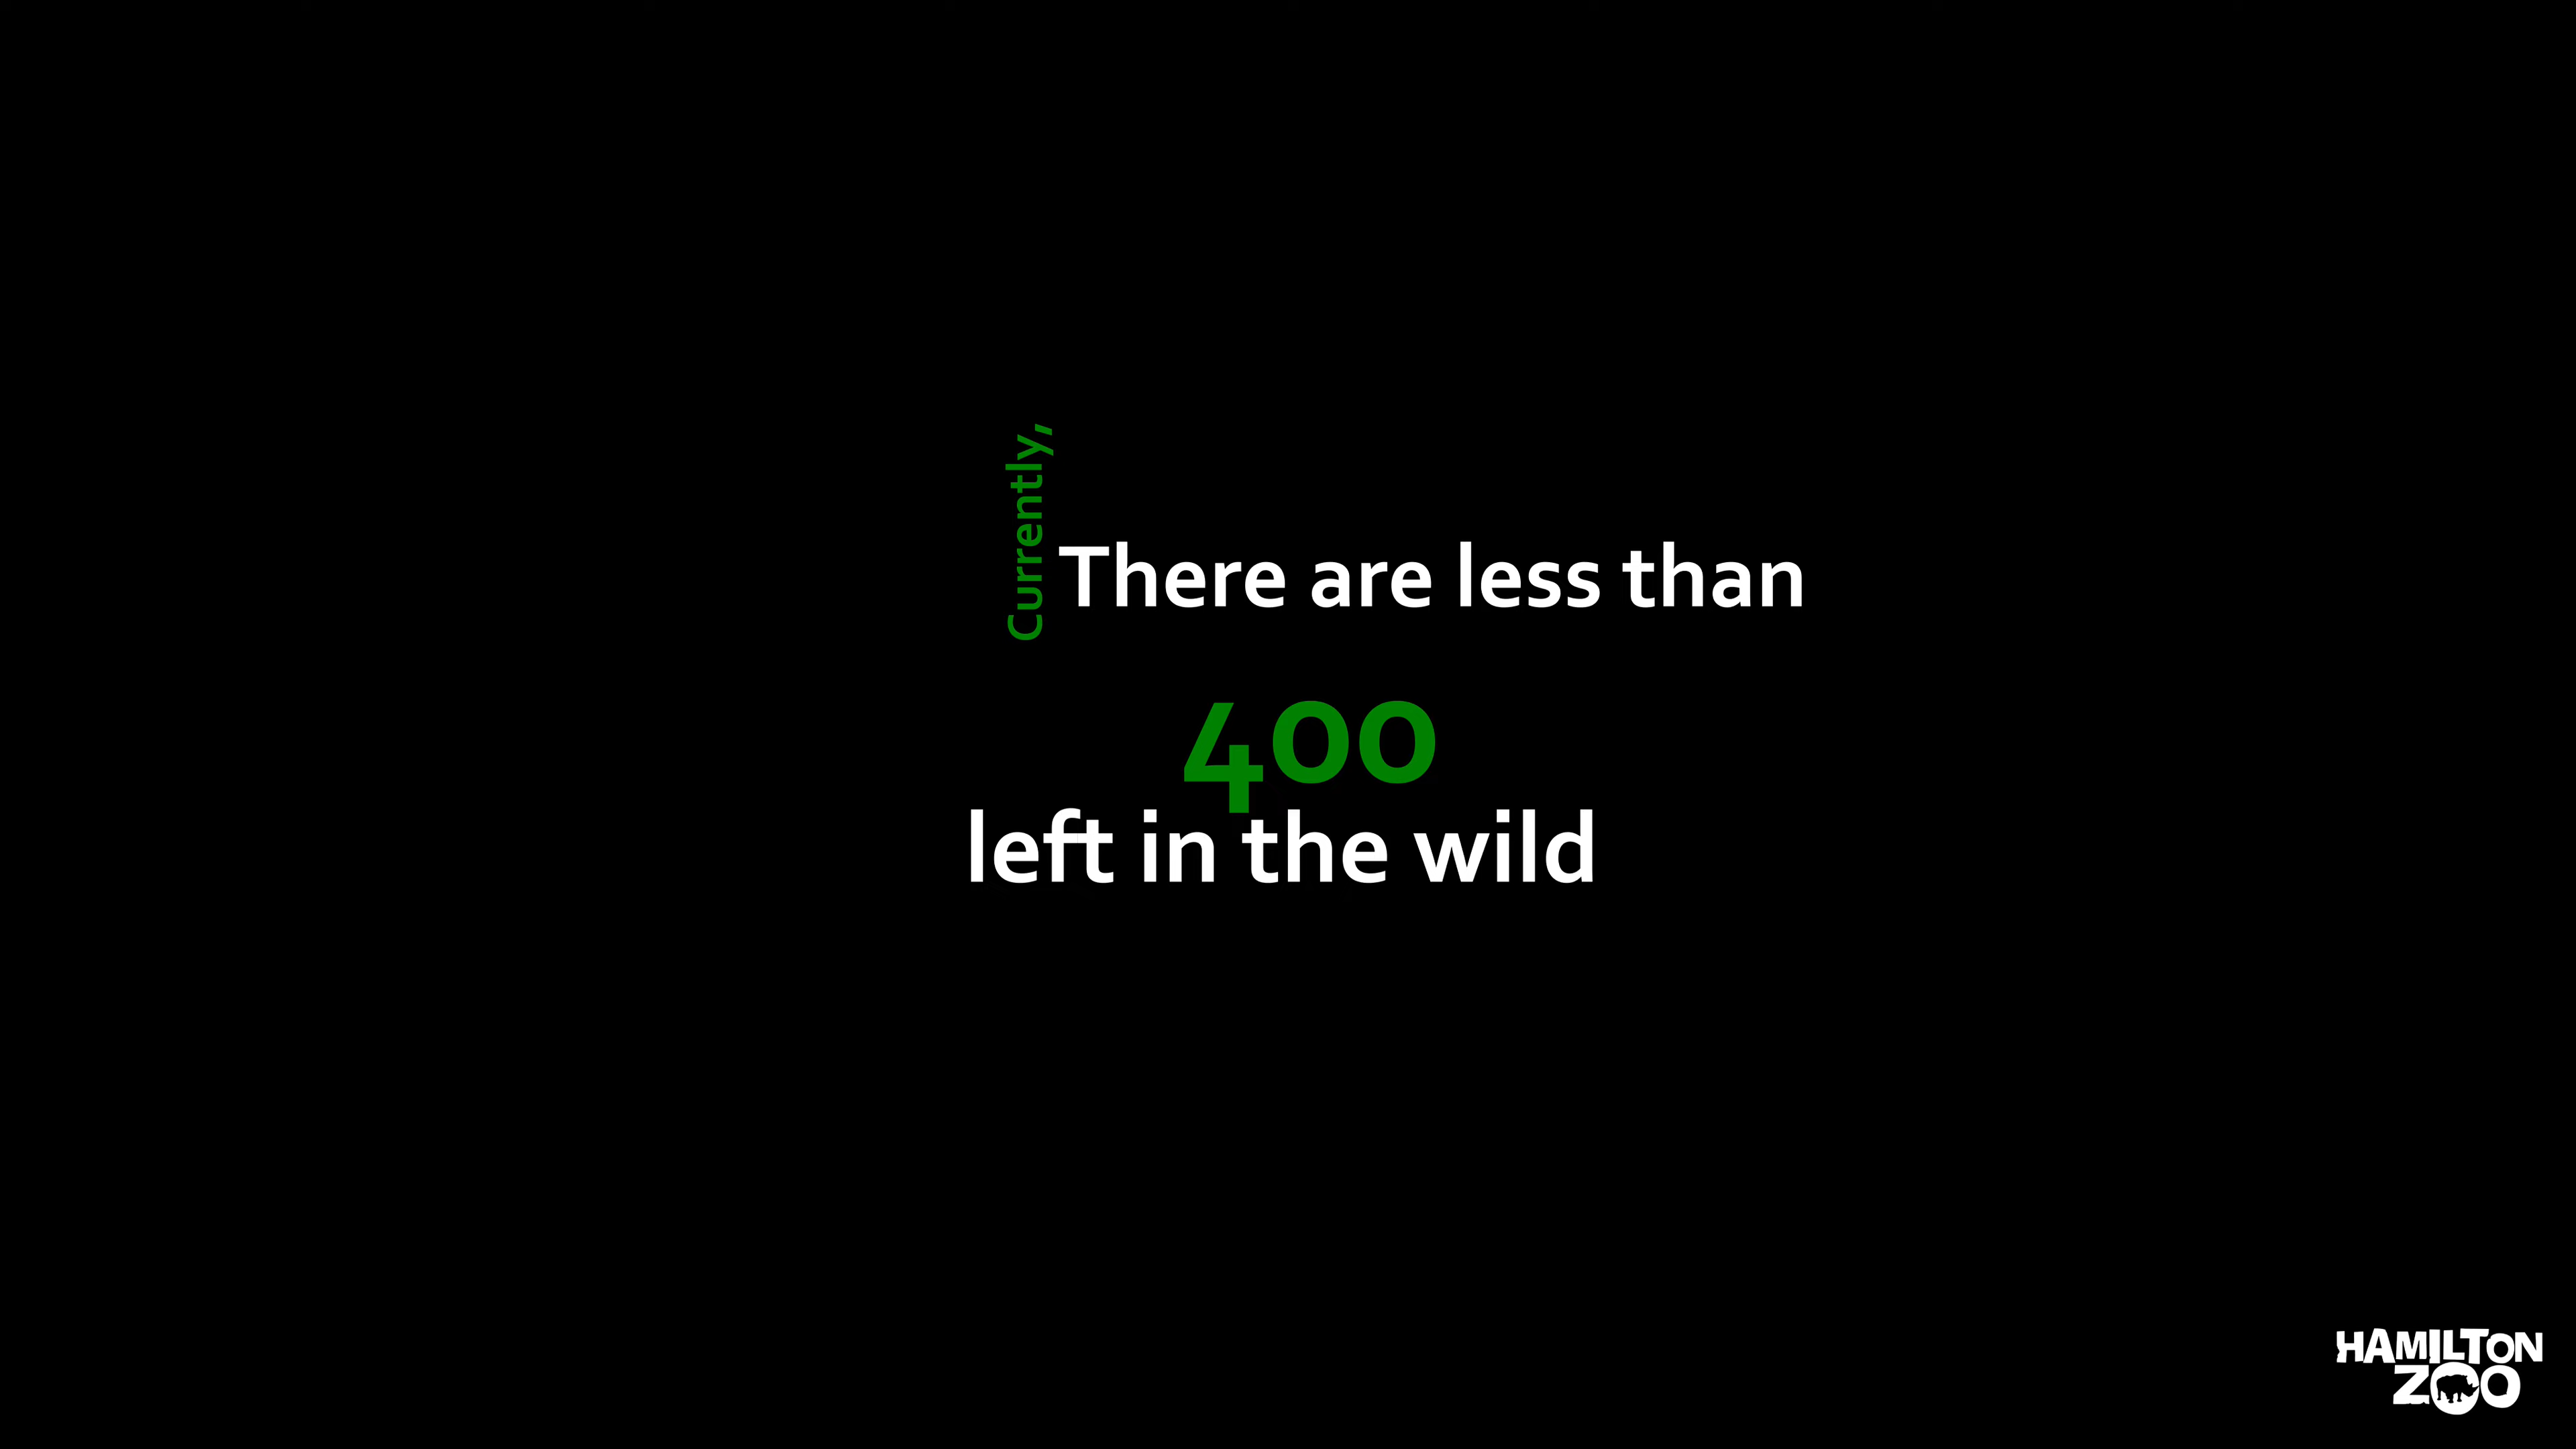 Currently,
There are less than
400
left in the wild
HAMILTON
ZOO